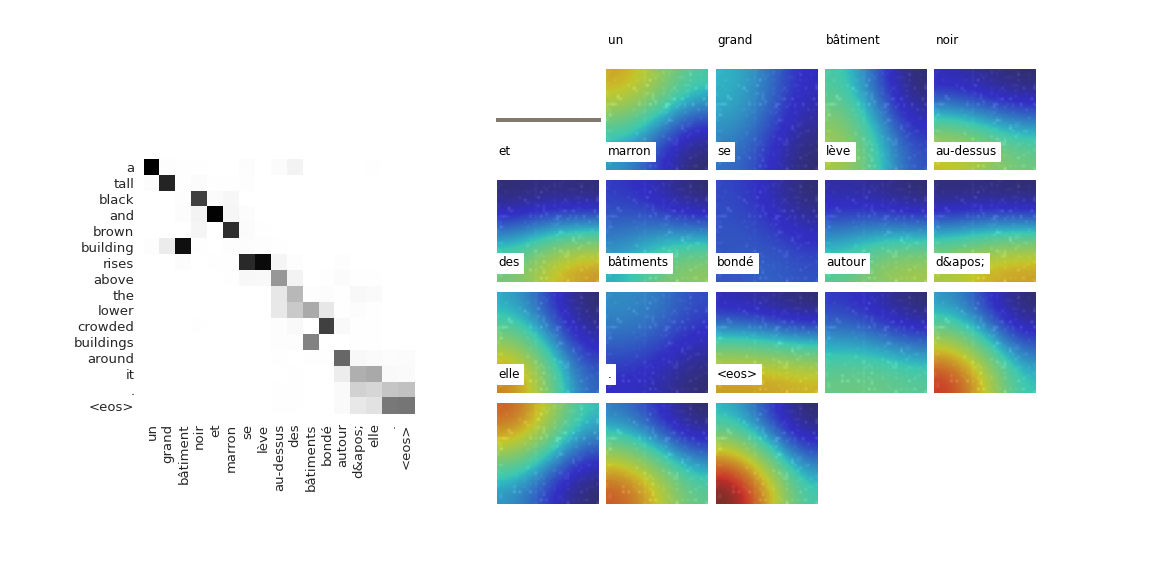 a
tall
black
and
brown
building
rises
above
the
lower
crowded
buildings
around
it
.
<eos>
un
grand
bâtiment
noir
et
marron
se
lève
au-dessus
des
bâtiments
bondé
autour
d&apos;
elle
.
<eos>
un grand bâtiment noir
et marron se lève au-dessus
des bâtiments bondé autour d&apos;
elle . <eos>